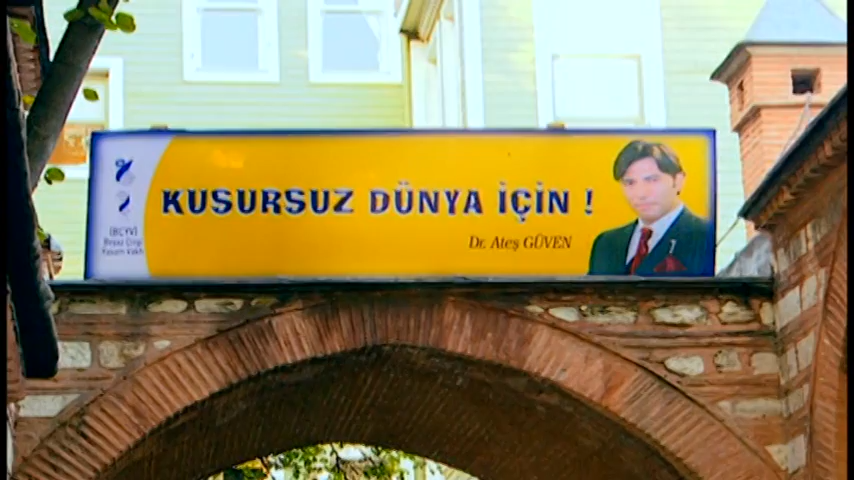 KUSURSUZ DÜNYA İÇİN !
Dr. Ateş GÜVEN
(BCYV)